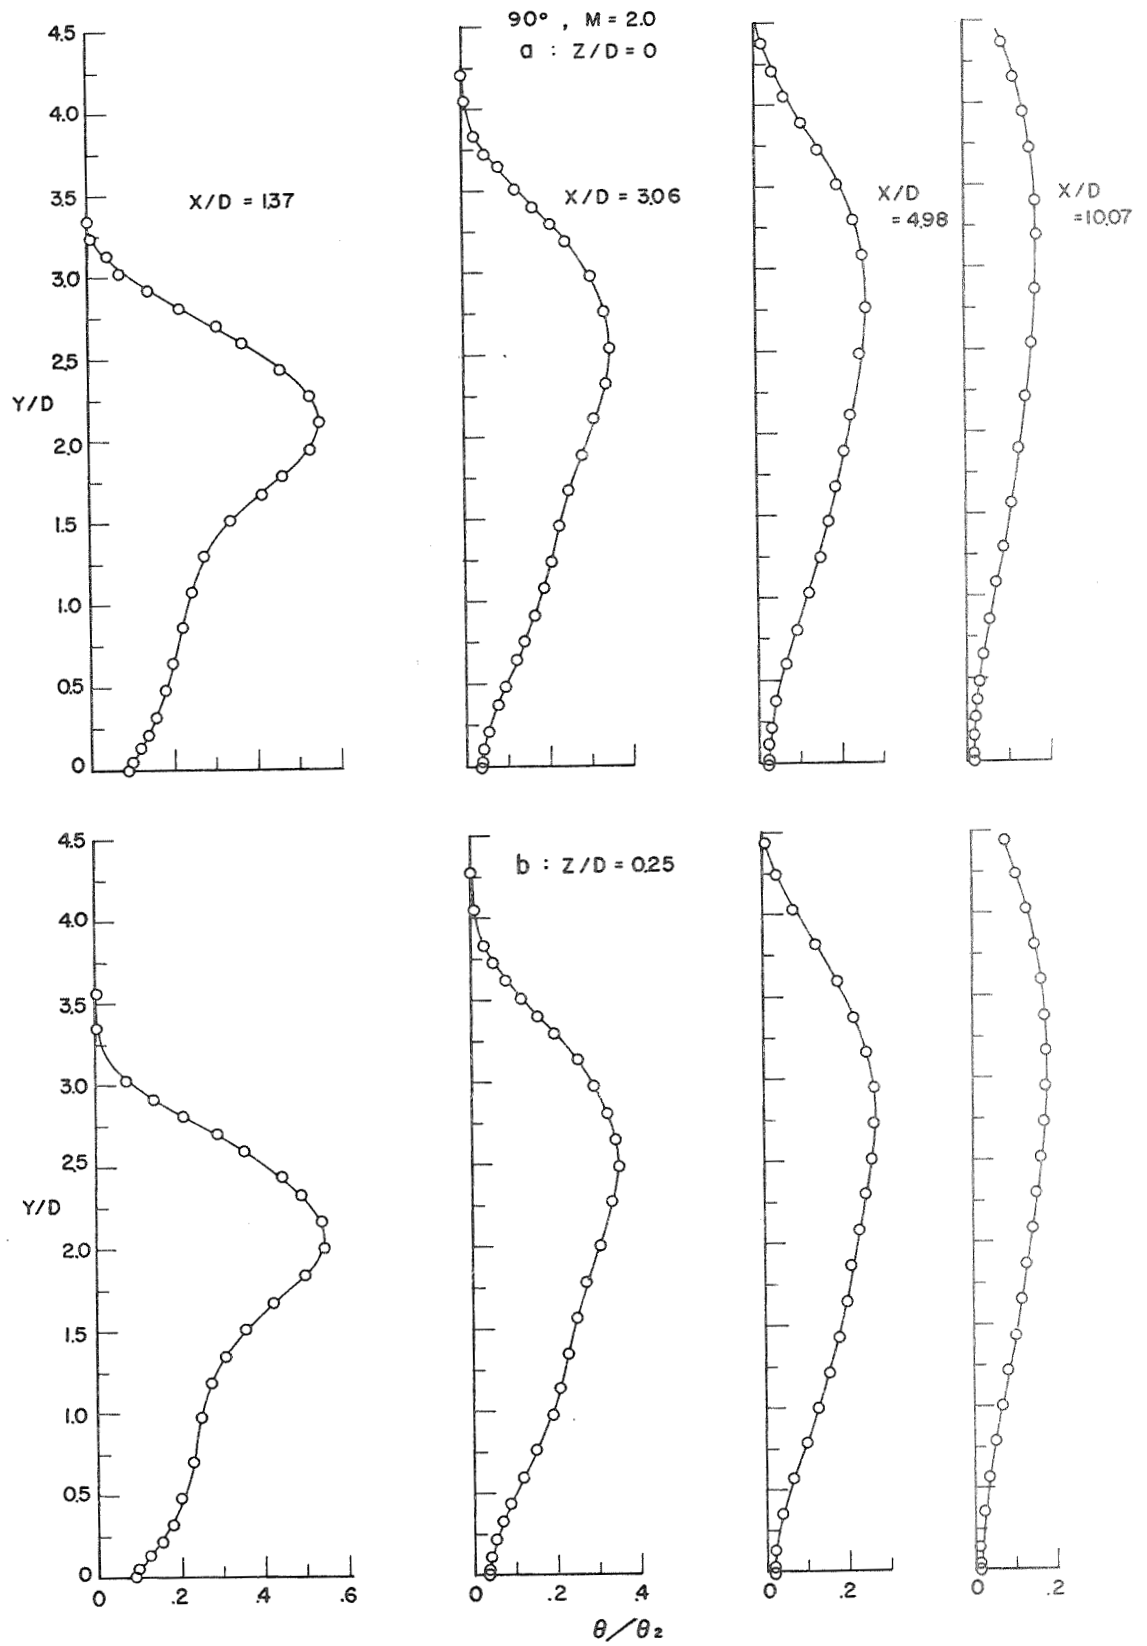 90° , M = 2.0
a : Z/D = 0
4.5
4.0
3.5
3.0
2.5
2.0
1.5
1.0
0.5
0
Y/D
X/D = 1.37
X/D = 3.06
X/D
= 4.98
X/D
= 10.07
b : Z/D = 0.25
4.5
4.0
3.5
3.0
2.5
2.0
1.5
1.0
0.5
0
Y/D
0 .2 .4 .6
0 .2 .4
0 .2
0 .2
θ/θ₂